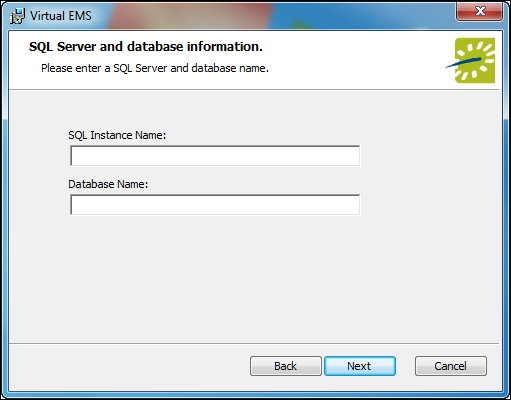 Virtual EMS
SQL Server and database information.
Please enter a SQL Server and database name.
SQL Instance Name:
Database Name:
Back Next Cancel